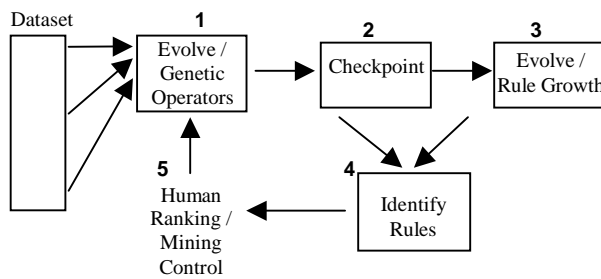 Dataset
1
Evolve /
Genetic
Operators
2
Checkpoint
3
Evolve /
Rule Growth
4
Identify
Rules
5
Human
Ranking /
Mining
Control